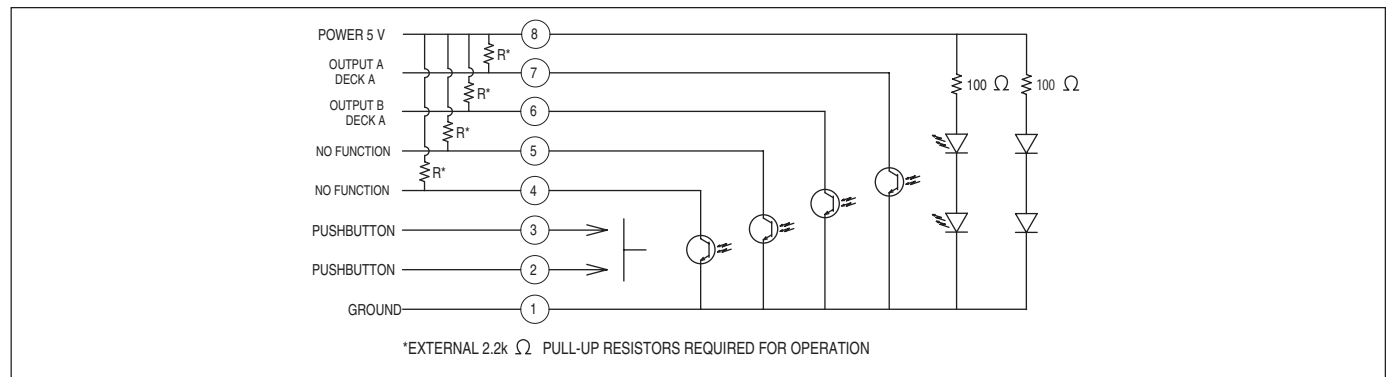 POWER 5 V
8
R*
OUTPUT A
DECK A
7
100 Ω
100 Ω
R*
OUTPUT B
DECK A
6
R*
NO FUNCTION
5
R*
NO FUNCTION
4
PUSHBUTTON
3
PUSHBUTTON
2
GROUND
1
*EXTERNAL 2.2k Ω PULL-UP RESISTORS REQUIRED FOR OPERATION